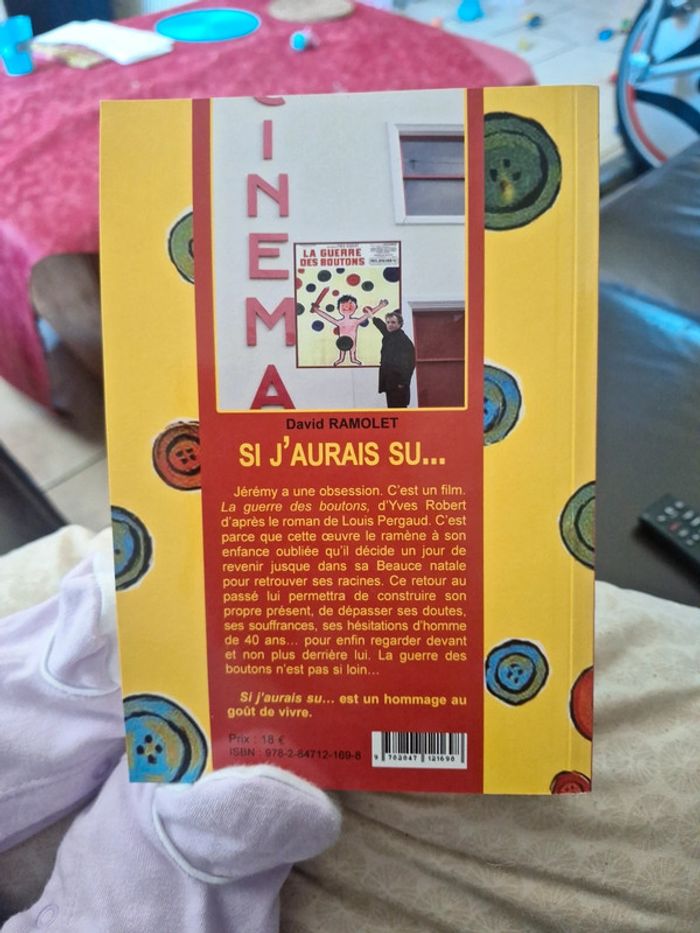 CINEMA
LA GUERRE
DES BOUTONS
David RAMOLET
SI J'AURAIS SU...
Jérémy a une obsession. C'est un film.
La guerre des boutons, d'Yves Robert
d'après le roman de Louis Pergaud. C'est
parce que cette œuvre le ramène à son
enfance oubliée qu'il décide un jour de
revenir jusque dans sa Beauce natale
pour retrouver ses racines. Ce retour au
passé lui permettra de construire son
propre présent, de dépasser ses doutes,
ses souffrances, ses hésitations d'homme
de 40 ans... pour enfin regarder devant
et non plus derrière lui. La guerre des
boutons n'est pas si loin...
Si j'aurais su... est un hommage au
goût de vivre.
Prix : 18 €
ISBN : 978-2-84712-169-8
9 782847 121698